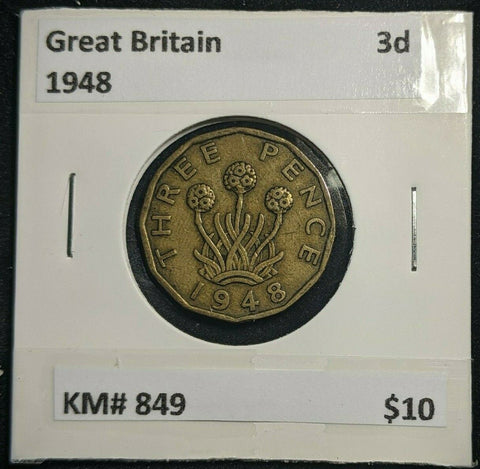 Great Britain 3d
1948
THREE PENCE
1948
KM# 849 $10